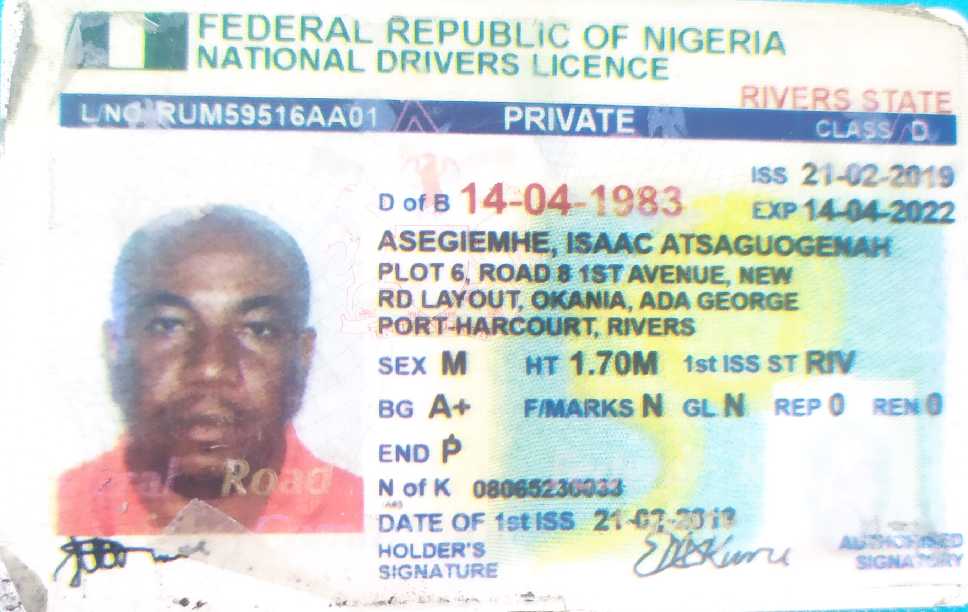 FEDERAL REPUBLIC OF NIGERIA
NATIONAL DRIVERS LICENCE
RIVERS STATE
L/NO RUM59516AA01 PRIVATE CLASS D
ISS 21-02-2019
D of B 14-04-1983 EXP 14-04-2022
ASEGIEMHE, ISAAC ATSAGUOGENAH
PLOT 6, ROAD 8 1ST AVENUE, NEW
RD LAYOUT, OKANIA, ADA GEORGE
PORT-HARCOURT, RIVERS
SEX M HT 1.70M 1st ISS ST RIV
BG A+ F/MARKS N GL N REP 0 REN 0
END P
N of K 08065230033
DATE OF 1st ISS 21-02-2019
HOLDER'S
SIGNATURE
AUTHORISED
SIGNATORY
Road